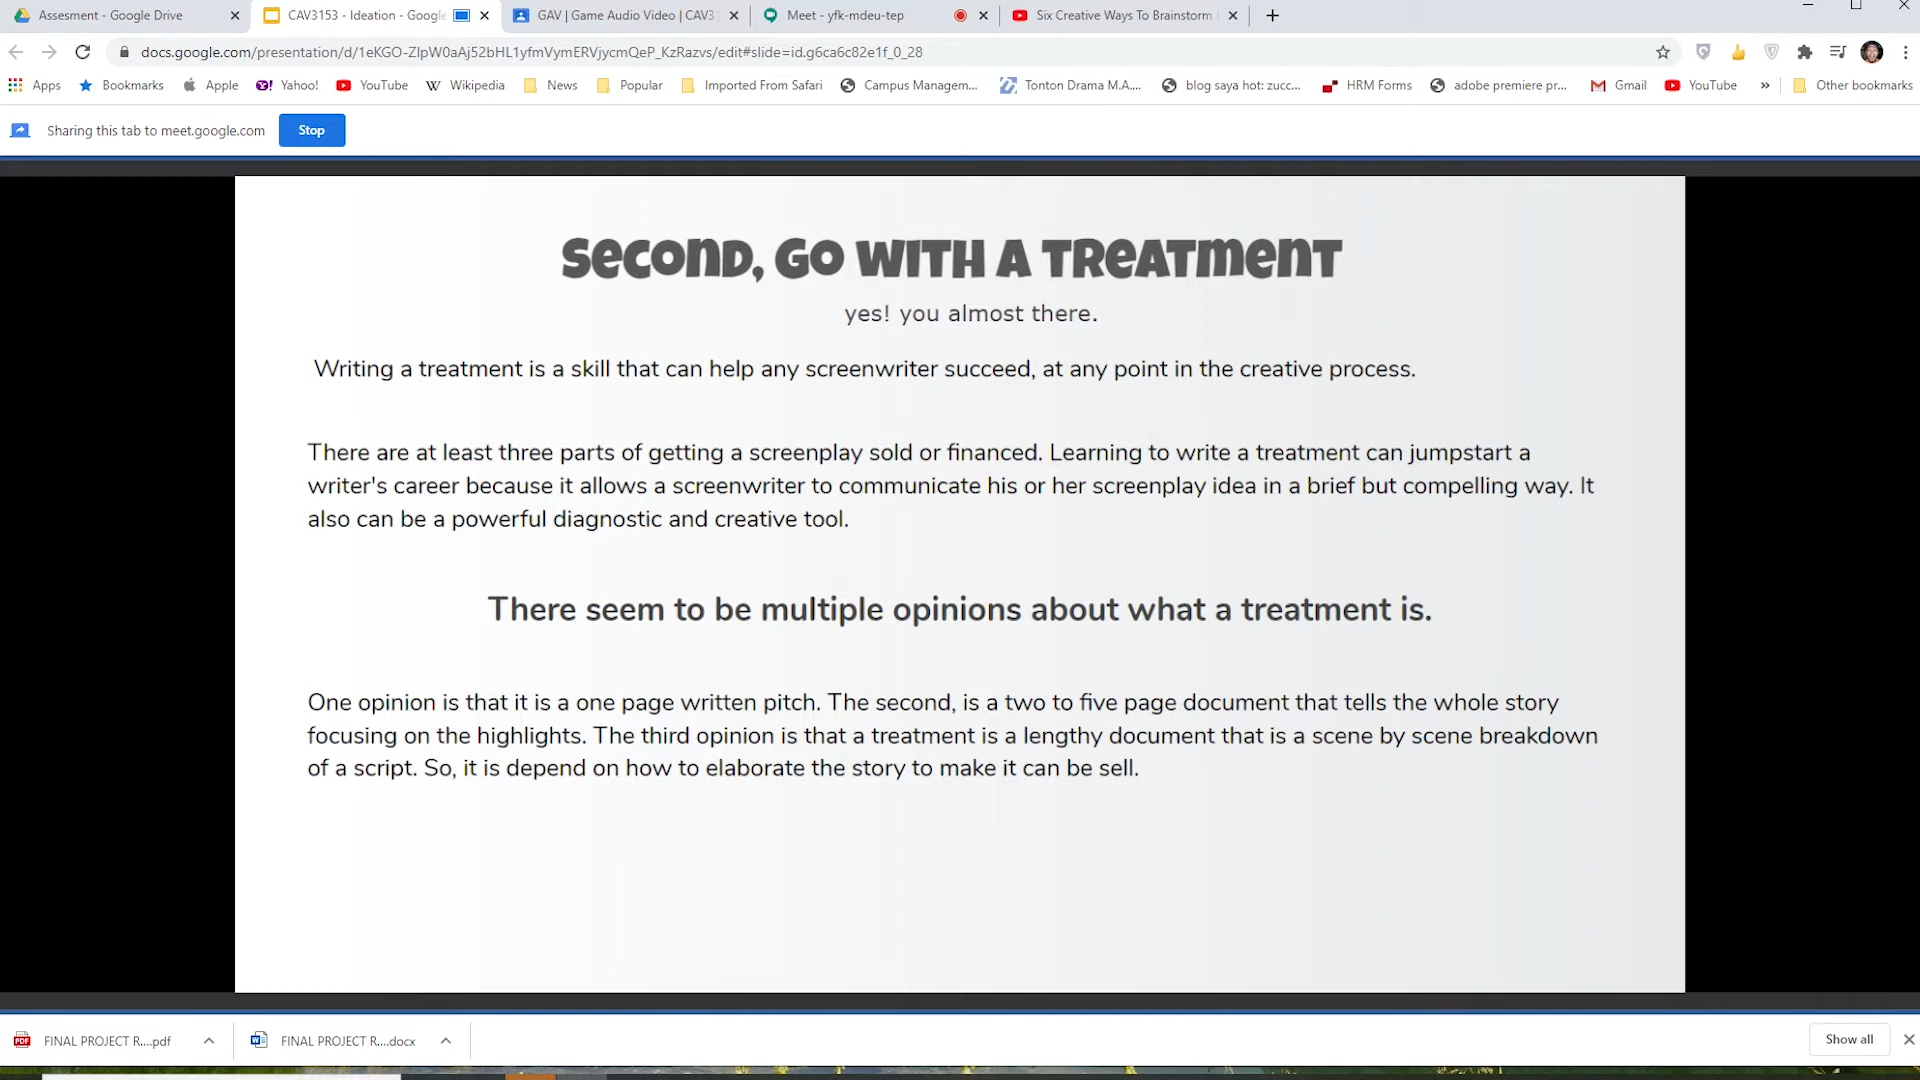 Assesment - Google Drive
CAV3153 - Ideation - Google
GAV | Game Audio Video | CAV3
Meet - yfk-mdeu-tep
Six Creative Ways To Brainstorm
docs.google.com/presentation/d/1eKGO-ZlpW0aAj52bHL1yfmVymERVjycmQeP_KzRazvs/edit#slide=id.g6ca6c82e1f_0_28
Apps Bookmarks Apple Yahoo! YouTube Wikipedia News Popular Imported From Safari Campus Managem... Tonton Drama M.A.... blog saya hot: zucc... HRM Forms adobe premiere pr... Gmail YouTube » Other bookmarks
Sharing this tab to meet.google.com Stop
Second, Go with a Treatment
yes! you almost there.
Writing a treatment is a skill that can help any screenwriter succeed, at any point in the creative process.
There are at least three parts of getting a screenplay sold or financed. Learning to write a treatment can jumpstart a
writer's career because it allows a screenwriter to communicate his or her screenplay idea in a brief but compelling way. It
also can be a powerful diagnostic and creative tool.
There seem to be multiple opinions about what a treatment is.
One opinion is that it is a one page written pitch. The second, is a two to five page document that tells the whole story
focusing on the highlights. The third opinion is that a treatment is a lengthy document that is a scene by scene breakdown
of a script. So, it is depend on how to elaborate the story to make it can be sell.
FINAL PROJECT R....pdf FINAL PROJECT R....docx Show all